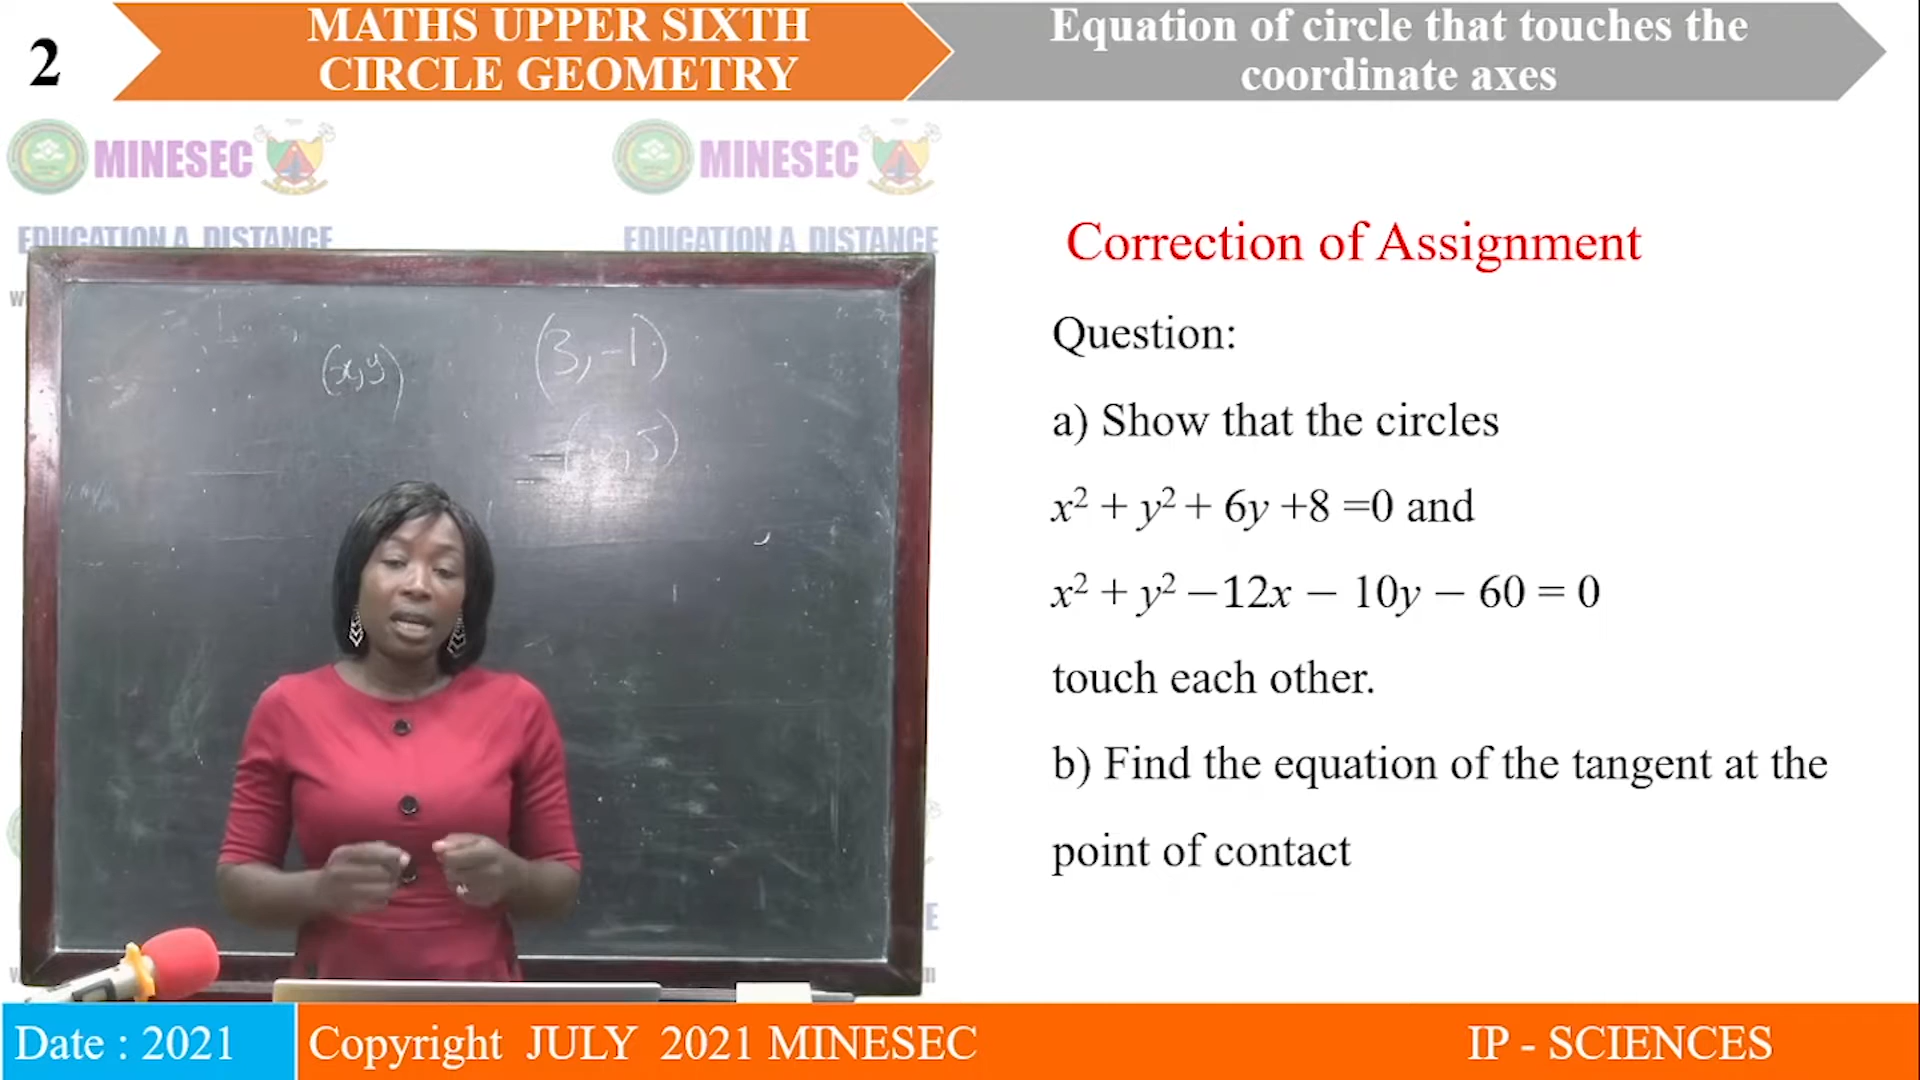 2
MATHS UPPER SIXTH
CIRCLE GEOMETRY
Equation of circle that touches the
coordinate axes
MINESEC
MINESEC
EDUCATION A DISTANCE
EDUCATION A DISTANCE
(x,y)
(3,-1)
Correction of Assignment
Question:
a) Show that the circles
x² + y² + 6y +8 =0 and
x² + y² −12x − 10y − 60 = 0
touch each other.
b) Find the equation of the tangent at the
point of contact
Date : 2021
Copyright JULY 2021 MINESEC
IP - SCIENCES